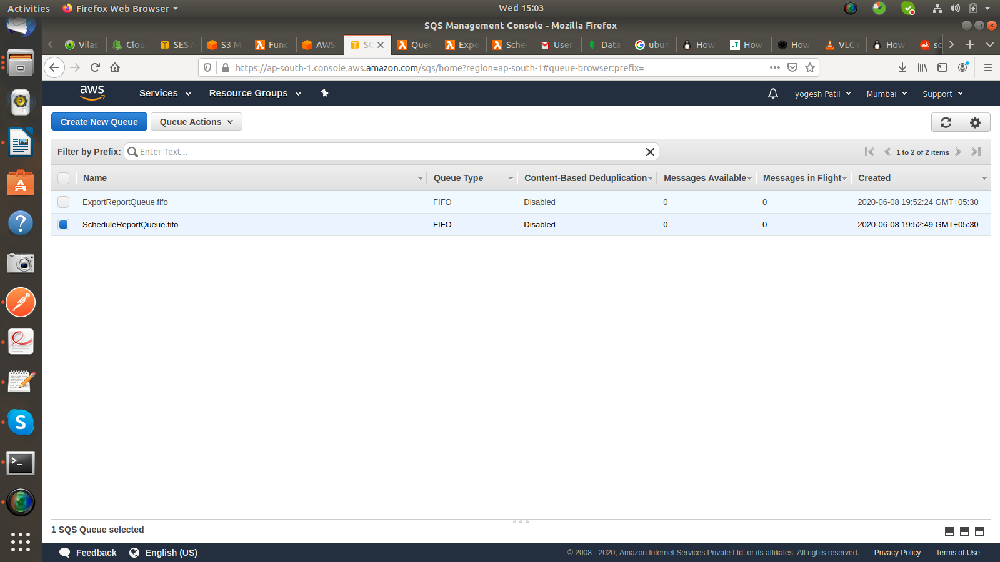 Activities Firefox Web Browser Wed 15:03
SQS Management Console - Mozilla Firefox
Vilas Clou SES M S3 M Func AWS SQ Que Expo Sche User Data ubun How How How VLC How sc
https://ap-south-1.console.aws.amazon.com/sqs/home?region=ap-south-1#queue-browser:prefix=
aws Services Resource Groups yogesh Patil Mumbai Support
Create New Queue Queue Actions
Filter by Prefix: Enter Text... 1 to 2 of 2 items
Name Queue Type Content-Based Deduplication Messages Available Messages in Flight Created
ExportReportQueue.fifo FIFO Disabled 0 0 2020-06-08 19:52:24 GMT+05:30
ScheduleReportQueue.fifo FIFO Disabled 0 0 2020-06-08 19:52:49 GMT+05:30
1 SQS Queue selected
Feedback English (US) © 2008 - 2020, Amazon Internet Services Private Ltd. or its affiliates. All rights reserved. Privacy Policy Terms of Use